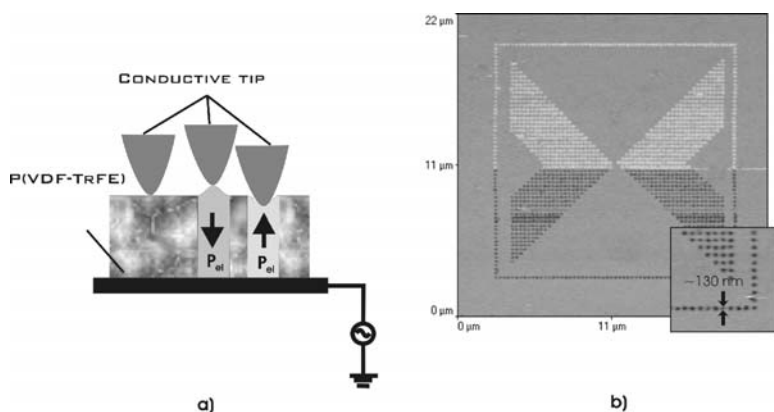 CONDUCTIVE TIP
P(VDF-TRFE)
Pel
Pel
a)
22 µm
11 µm
0 µm
0 µm
11 µm
~130 nm
b)